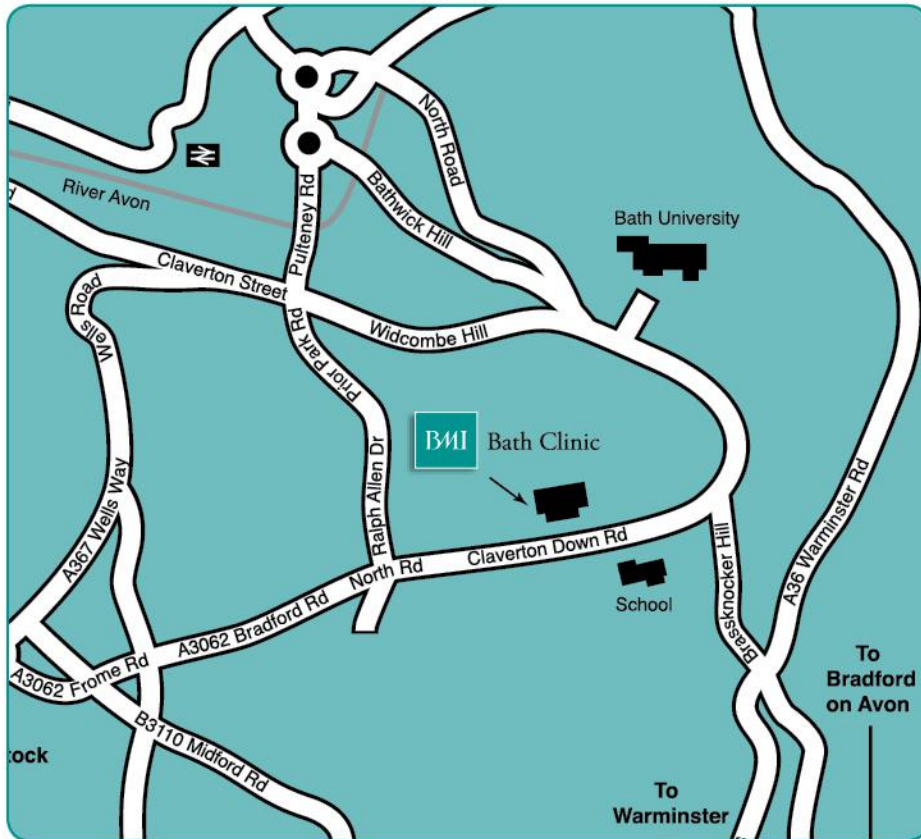 North Road
River Avon
Pulteney Rd
Bathwick Hill
Bath University
Claverton Street
Wells Road
Widcombe Hill
Prior Park Rd
BMI Bath Clinic
Ralph Allen Dr
A367 Wells Way
A36 Warminster Rd
Claverton Down Rd
North Rd
Brassknocker Hill
School
A3062 Bradford Rd
A3062 Frome Rd
To
Bradford
on Avon
B3110 Midford Rd
tock
To
Warminster